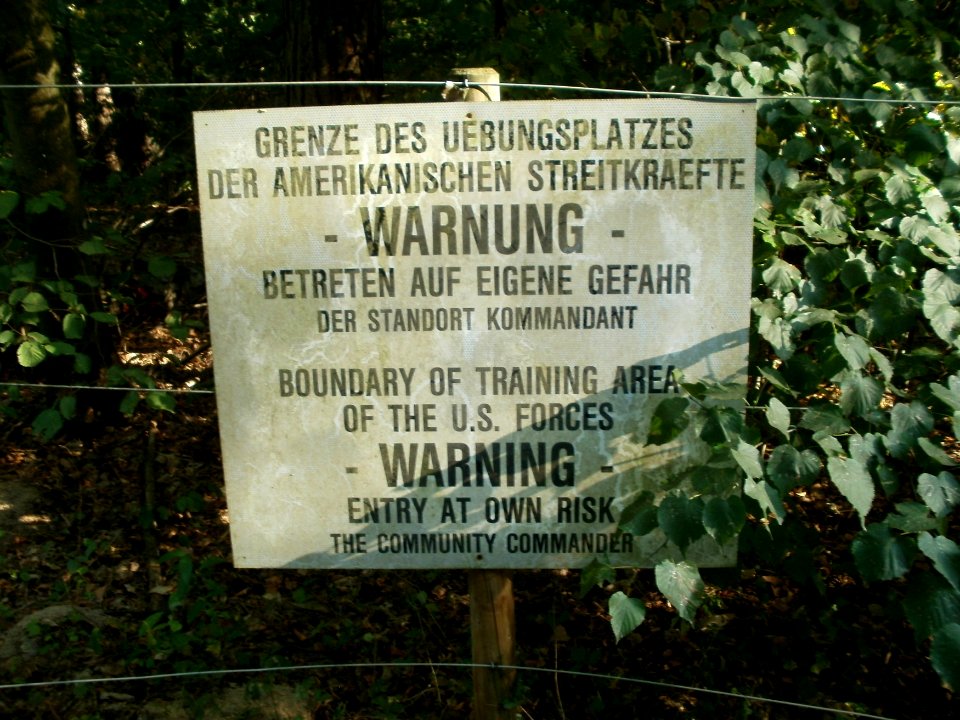 GRENZE DES UEBUNGSPLATZES
DER AMERIKANISCHEN STREITKRAEFTE
- WARNUNG -
BETRETEN AUF EIGENE GEFAHR
DER STANDORT KOMMANDANT
BOUNDARY OF TRAINING AREA
OF THE U.S. FORCES
- WARNING -
ENTRY AT OWN RISK
THE COMMUNITY COMMANDER